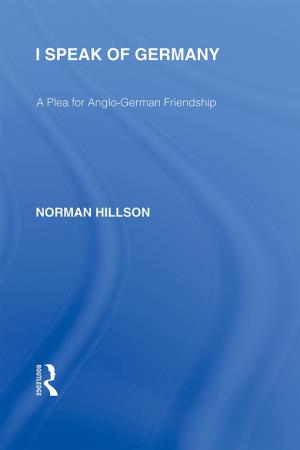 I SPEAK OF GERMANY
A Plea for Anglo-German Friendship
NORMAN HILLSON
ROUTLEDGE